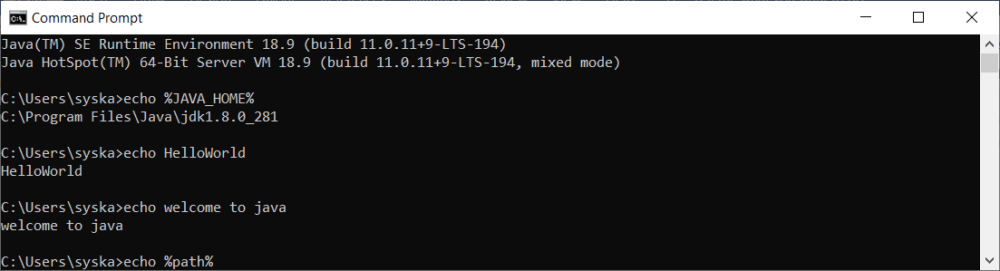 Command Prompt
Java(TM) SE Runtime Environment 18.9 (build 11.0.11+9-LTS-194)
Java HotSpot(TM) 64-Bit Server VM 18.9 (build 11.0.11+9-LTS-194, mixed mode)
C:\Users\syska>echo %JAVA_HOME%
C:\Program Files\Java\jdk1.8.0_281
C:\Users\syska>echo HelloWorld
HelloWorld
C:\Users\syska>echo welcome to java
welcome to java
C:\Users\syska>echo %path%